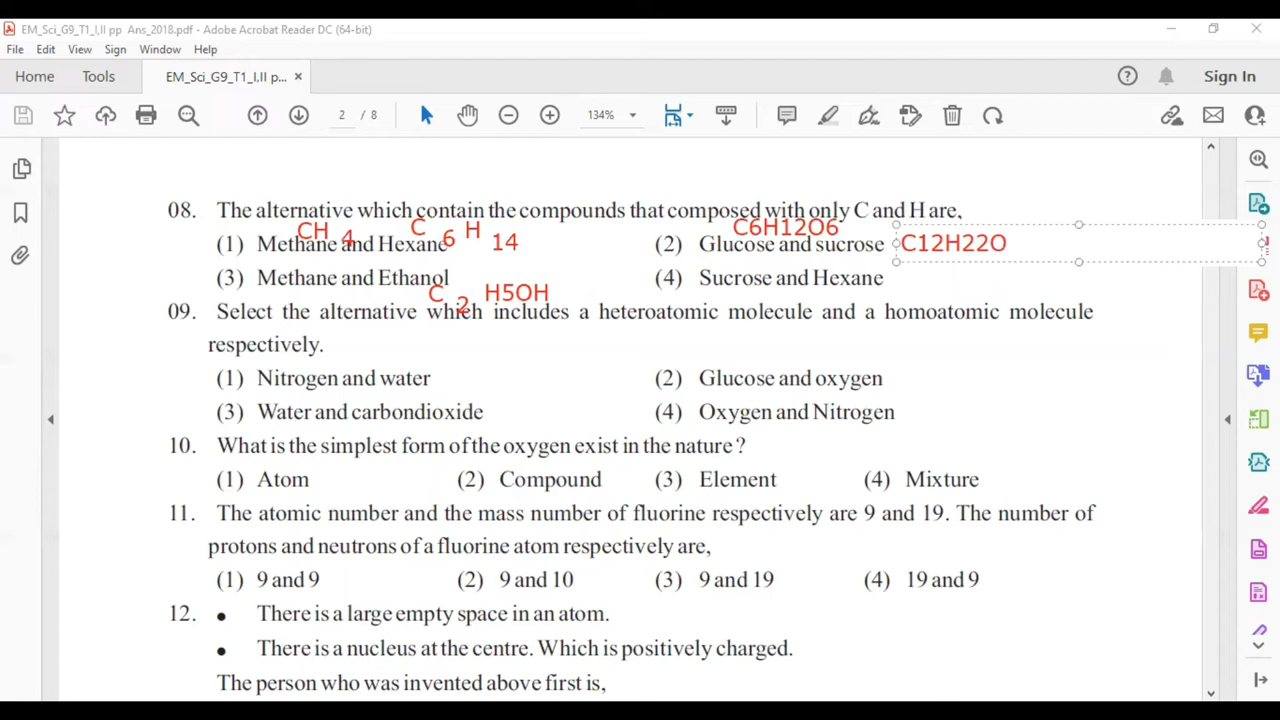 EM_Sci_G9_T1_I,II pp Ans_2018.pdf - Adobe Acrobat Reader DC (64-bit)
File Edit View Sign Window Help
Home Tools EM_Sci_G9_T1_I,II p... × Sign In
2 / 8 134%
08. The alternative which contain the compounds that composed with only C and H are,
CH 4 C 6 H 14 C6H12O6
(1) Methane and Hexane (2) Glucose and sucrose C12H22O
(3) Methane and Ethanol (4) Sucrose and Hexane
C 2 H5OH
09. Select the alternative which includes a heteroatomic molecule and a homoatomic molecule
respectively.
(1) Nitrogen and water (2) Glucose and oxygen
(3) Water and carbondioxide (4) Oxygen and Nitrogen
10. What is the simplest form of the oxygen exist in the nature ?
(1) Atom (2) Compound (3) Element (4) Mixture
11. The atomic number and the mass number of fluorine respectively are 9 and 19. The number of
protons and neutrons of a fluorine atom respectively are,
(1) 9 and 9 (2) 9 and 10 (3) 9 and 19 (4) 19 and 9
12. • There is a large empty space in an atom.
• There is a nucleus at the centre. Which is positively charged.
The person who was invented above first is,